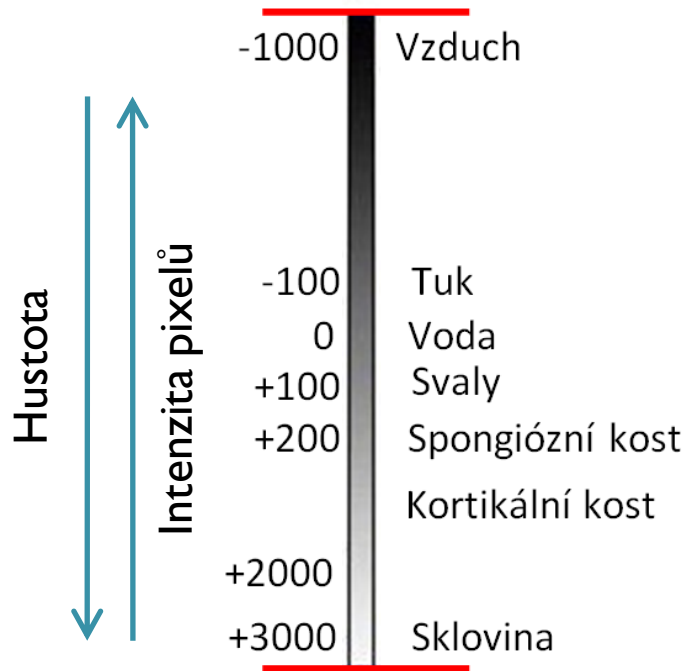 -1000 Vzduch
-100 Tuk
0 Voda
+100 Svaly
+200 Spongiózní kost
Kortikální kost
+2000
+3000 Sklovina
Hustota
Intenzita pixelů